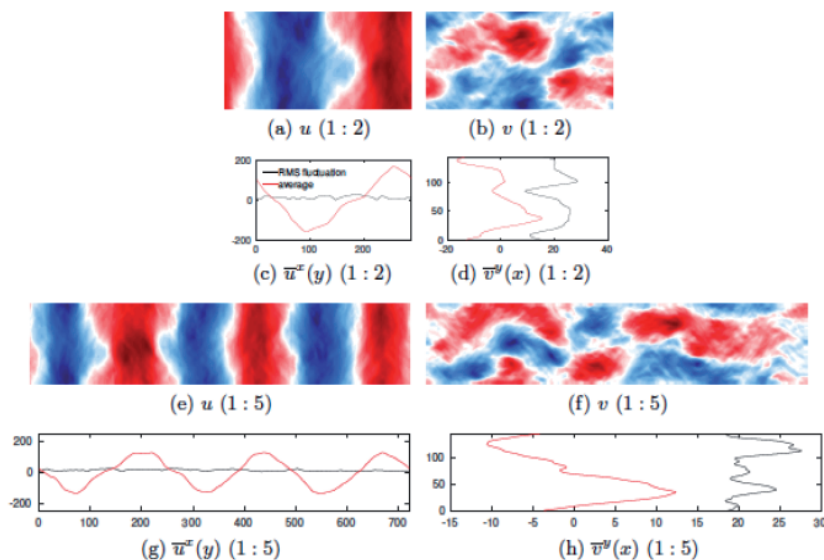 (a) u (1 : 2)
(b) v (1 : 2)
200
0
-200
RMS fluctuation
average
0 100 200
100
50
0
-20 0 20 40
(c) u̅ˣ(y) (1 : 2)
(d) v̅ʸ(x) (1 : 2)
(e) u (1 : 5)
(f) v (1 : 5)
200
0
-200
0 100 200 300 400 500 600 700
100
50
0
-15 -10 -5 0 5 10 15 20 25 30
(g) u̅ˣ(y) (1 : 5)
(h) v̅ʸ(x) (1 : 5)